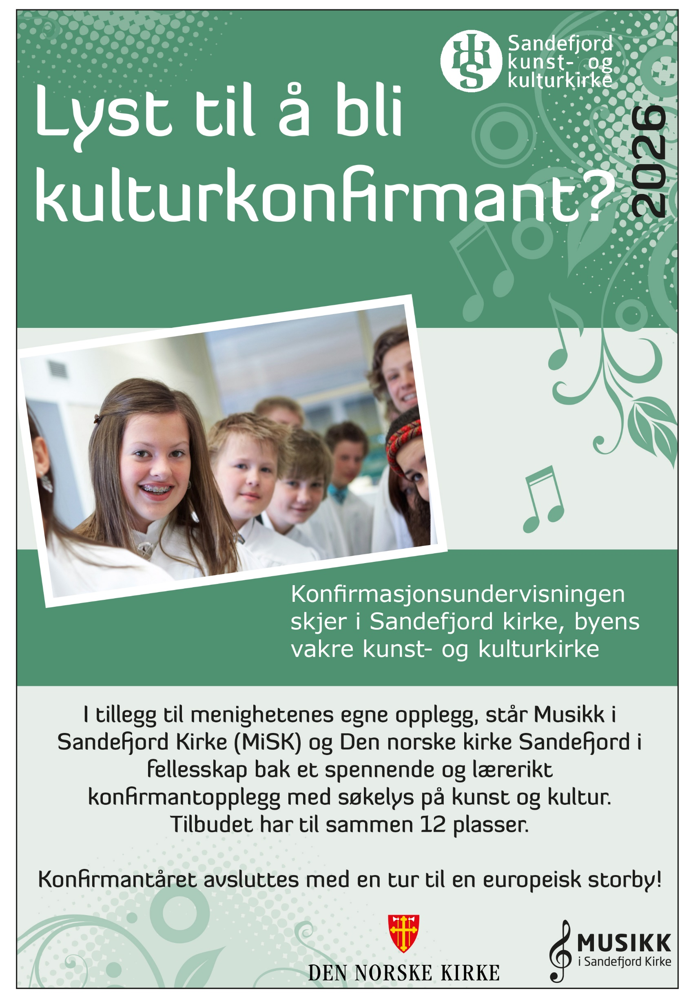 Sandefjord
kunst- og
kulturkirke
Lyst til å bli
kulturkonfirmant?
2026
Konfirmasjonsundervisningen
skjer i Sandefjord kirke, byens
vakre kunst- og kulturkirke
I tillegg til menighetenes egne opplegg, står Musikk i
Sandefjord Kirke (MiSK) og Den norske kirke Sandefjord i
fellesskap bak et spennende og lærerikt
konfirmantopplegg med søkelys på kunst og kultur.
Tilbudet har til sammen 12 plasser.
Konfirmantåret avsluttes med en tur til en europeisk storby!
DEN NORSKE KIRKE
MUSIKK
i Sandefjord Kirke